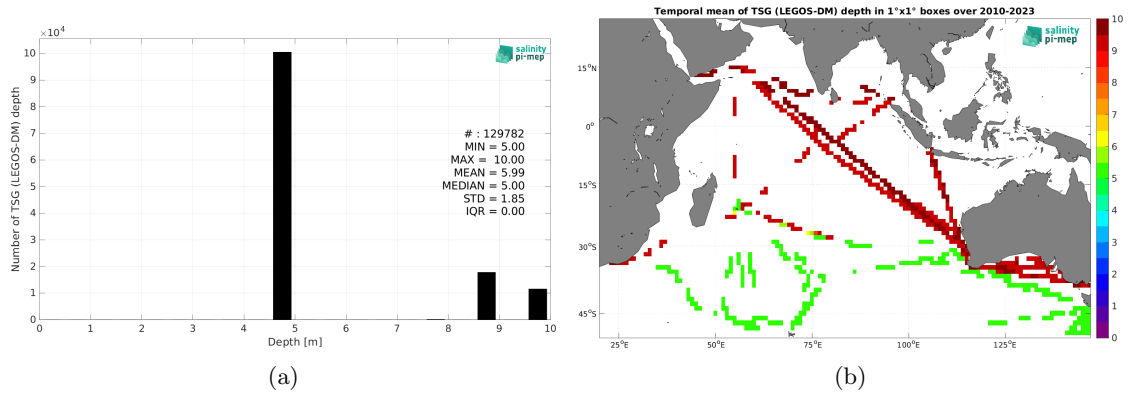 ×10⁴
10
9
8
7
6
5
4
3
2
1
0
Number of TSG (LEGOS-DM) depth
salinity
pi-mep
# : 129782
MIN = 5.00
MAX = 10.00
MEAN = 5.99
MEDIAN = 5.00
STD = 1.85
IQR = 0.00
0 1 2 3 4 5 6 7 8 9 10
Depth [m]
(a)
Temporal mean of TSG (LEGOS-DM) depth in 1°x1° boxes over 2010-2023
salinity
pi-mep
15°N
0°
15°S
30°S
45°S
25°E 50°E 75°E 100°E 125°E
10
9
8
7
6
5
4
3
2
1
0
(b)